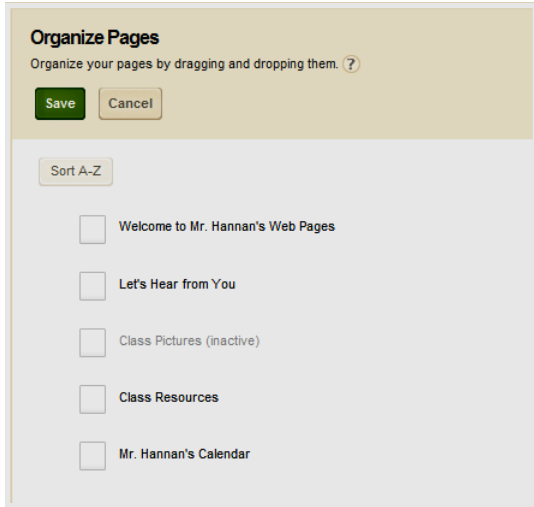 Organize Pages
Organize your pages by dragging and dropping them. ?
Save Cancel
Sort A-Z
Welcome to Mr. Hannan's Web Pages
Let's Hear from You
Class Pictures (inactive)
Class Resources
Mr. Hannan's Calendar